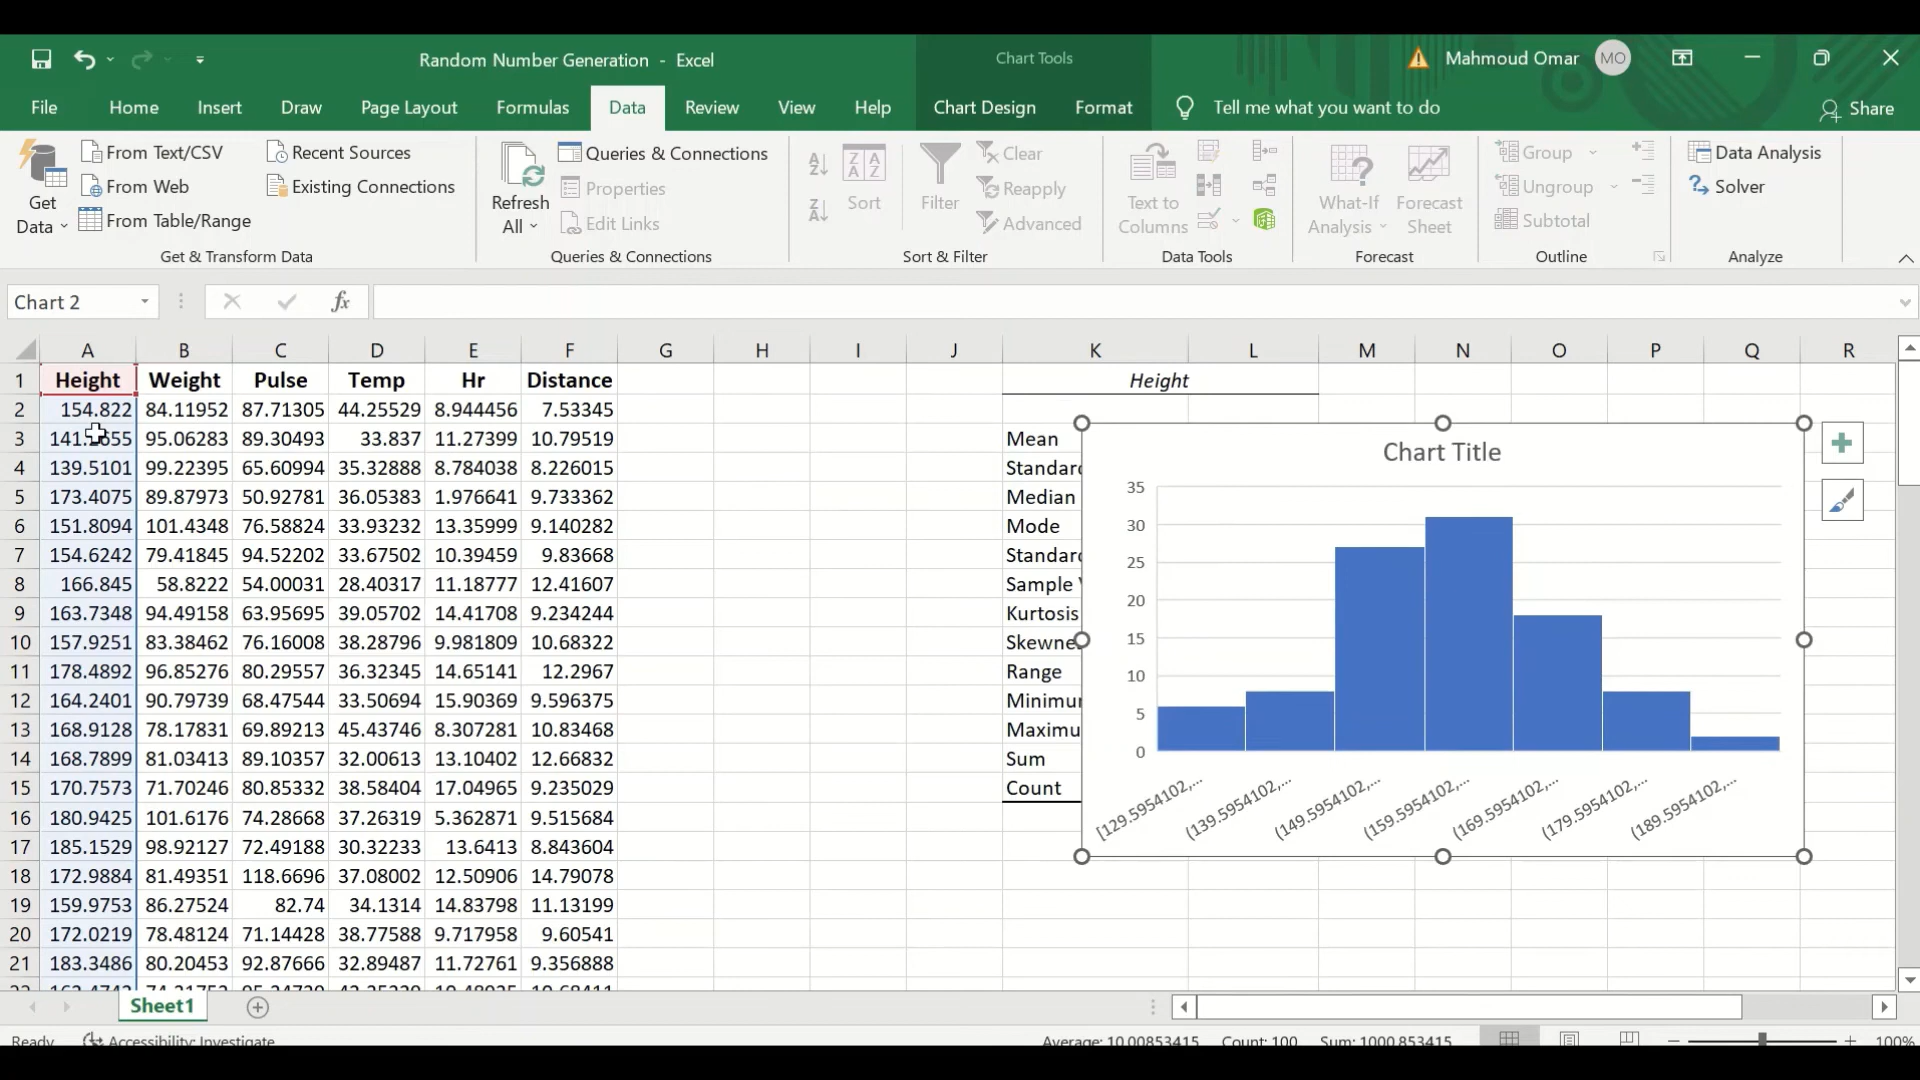 Random Number Generation - Excel
Chart Tools
Mahmoud Omar MO
File Home Insert Draw Page Layout Formulas Data Review View Help Chart Design Format Tell me what you want to do Share
Get Data
From Text/CSV
From Web
From Table/Range
Recent Sources
Existing Connections
Get & Transform Data
Refresh All
Queries & Connections
Properties
Edit Links
Queries & Connections
Sort
Filter
Clear
Reapply
Advanced
Sort & Filter
Text to Columns
Data Tools
What-If Analysis
Forecast Sheet
Forecast
Group
Ungroup
Subtotal
Outline
Data Analysis
Solver
Analyze
Chart 2 fx
A B C D E F G H I J K L M N O P Q R
1 Height Weight Pulse Temp Hr Distance Height
2 154.822 84.11952 87.71305 44.25529 8.944456 7.53345
3 95.06283 89.30493 33.837 11.27399 10.79519 Mean
4 139.5101 99.22395 65.60994 35.32888 8.784038 8.226015
5 173.4075 89.87973 50.92781 36.05383 1.976641 9.733362 Median
6 151.8094 101.4348 76.58824 33.93232 13.35999 9.140282 Mode
7 154.6242 79.41845 94.52202 33.67502 10.39459 9.83668
8 166.845 58.8222 54.00031 28.40317 11.18777 12.41607 Sample
9 163.7348 94.49158 63.95695 39.05702 14.41708 9.234244 Kurtosis
10 157.9251 83.38462 76.16008 38.28796 9.981809 10.68322
11 178.4892 96.85276 80.29557 36.32345 14.65141 12.2967 Range
12 164.2401 90.79739 68.47544 33.50694 15.90369 9.596375
13 168.9128 78.17831 69.89213 45.43746 8.307281 10.83468
14 168.7899 81.03413 89.10357 32.00613 13.10402 12.66832 Sum
15 170.7573 71.70246 80.85332 38.58404 17.04965 9.235029 Count
16 180.9425 101.6176 74.28668 37.26319 5.362871 9.515684
17 185.1529 98.92127 72.49188 30.32233 13.6413 8.843604
18 172.9884 81.49351 118.6696 37.08002 12.50906 14.79078
19 159.9753 86.27524 82.74 34.1314 14.83798 11.13199
20 172.0219 78.48124 71.14428 38.77588 9.717958 9.60541
21 183.3486 80.20453 92.87666 32.89487 11.72761 9.356888
Chart Title
35
30
25
20
15
10
5
0
[129.5954102,... (139.5954102,... (149.5954102,... (159.5954102,... (169.5954102,... (179.5954102,... (189.5954102,...
Sheet1
Ready Accessibility: Investigate Average: 10.00853415 Count: 100 Sum: 1000.853415 100%